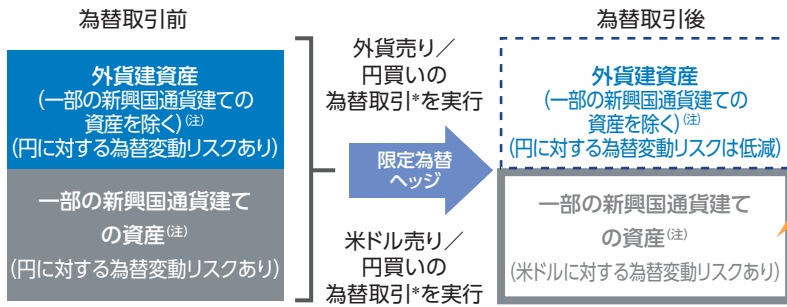 為替取引前
外貨建資産
(一部の新興国通貨建ての
資産を除く)(注)
(円に対する為替変動リスクあり)
一部の新興国通貨建て
の資産(注)
(円に対する為替変動リスクあり)
外貨売り／
円買いの
為替取引*を実行
限定為替
ヘッジ
米ドル売り／
円買いの
為替取引*を実行
為替取引後
外貨建資産
(一部の新興国通貨建ての
資産を除く)(注)
(円に対する為替変動リスクは低減)
一部の新興国通貨建て
の資産(注)
(米ドルに対する為替変動リスクあり)